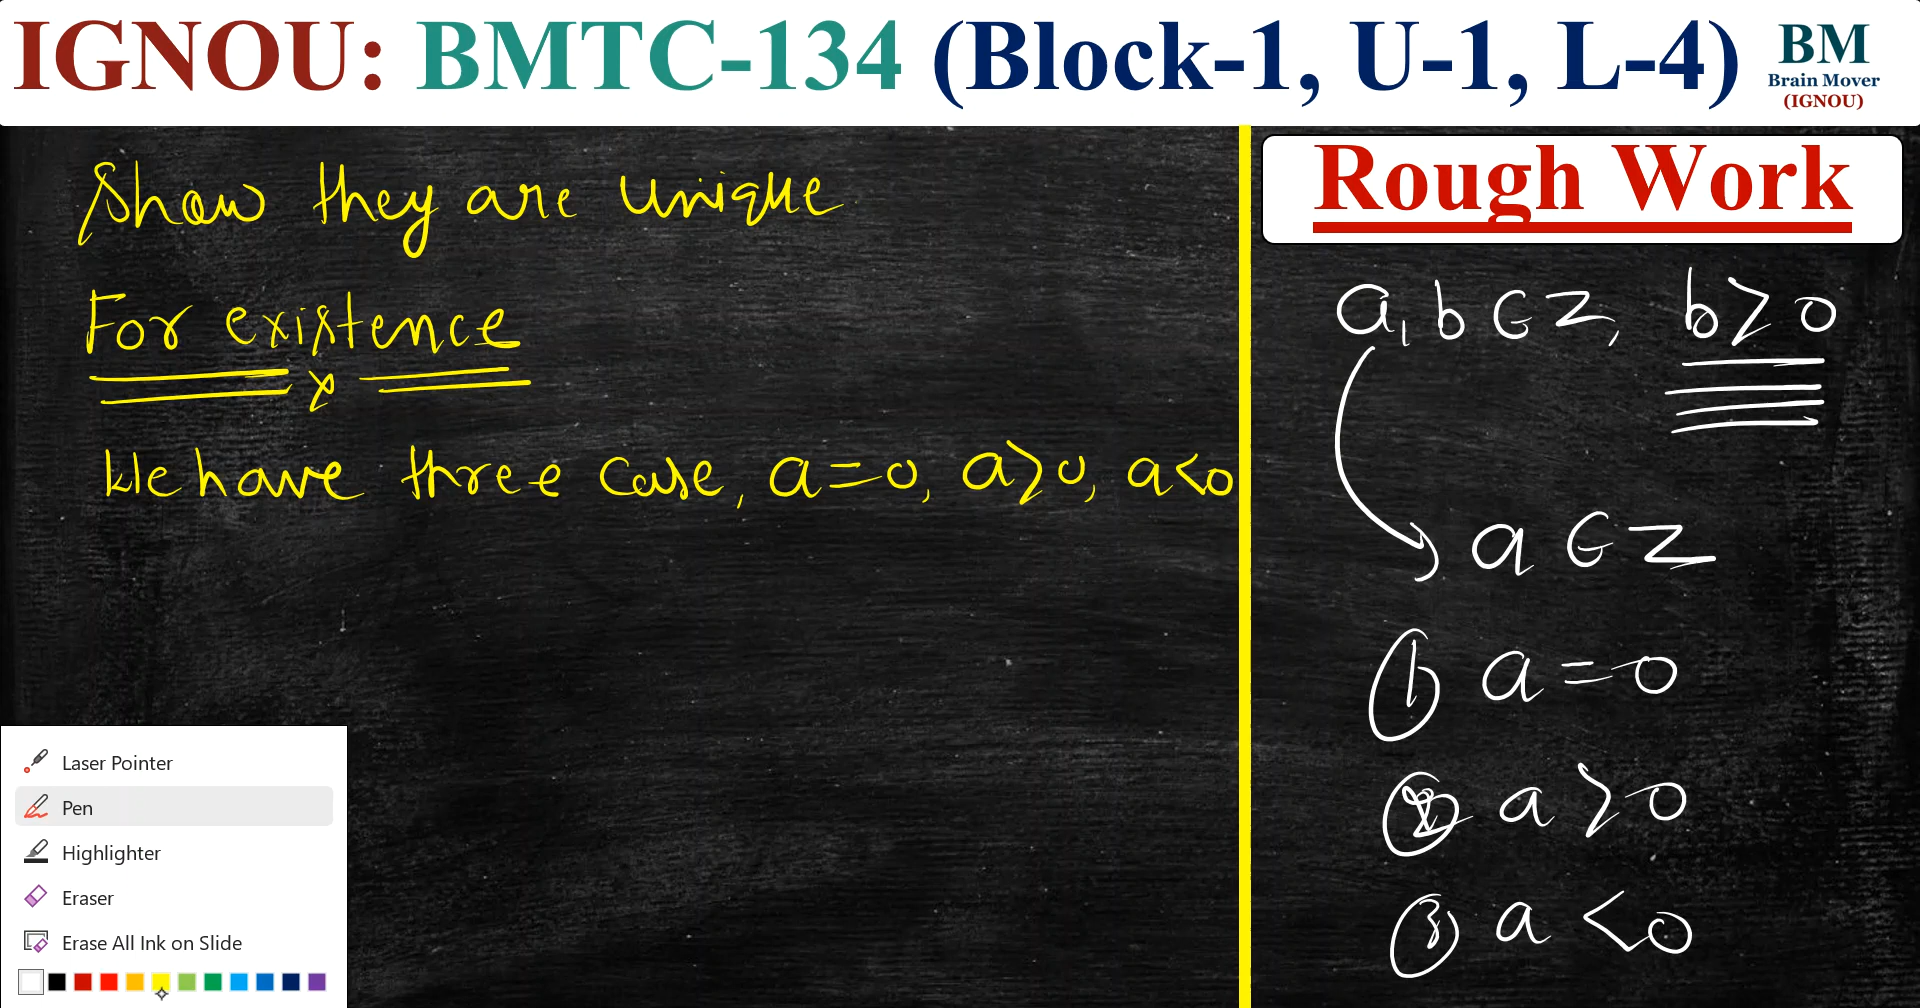 IGNOU: BMTC-134 (Block-1, U-1, L-4)
BM
Brain Mover
(IGNOU)
Show they are unique
For existence
We have three case, a=0, a>0, a<0
Rough Work
a, b ∈ Z, b>0
a ∈ Z
① a = 0
② a > 0
③ a < 0
Laser Pointer
Pen
Highlighter
Eraser
Erase All Ink on Slide